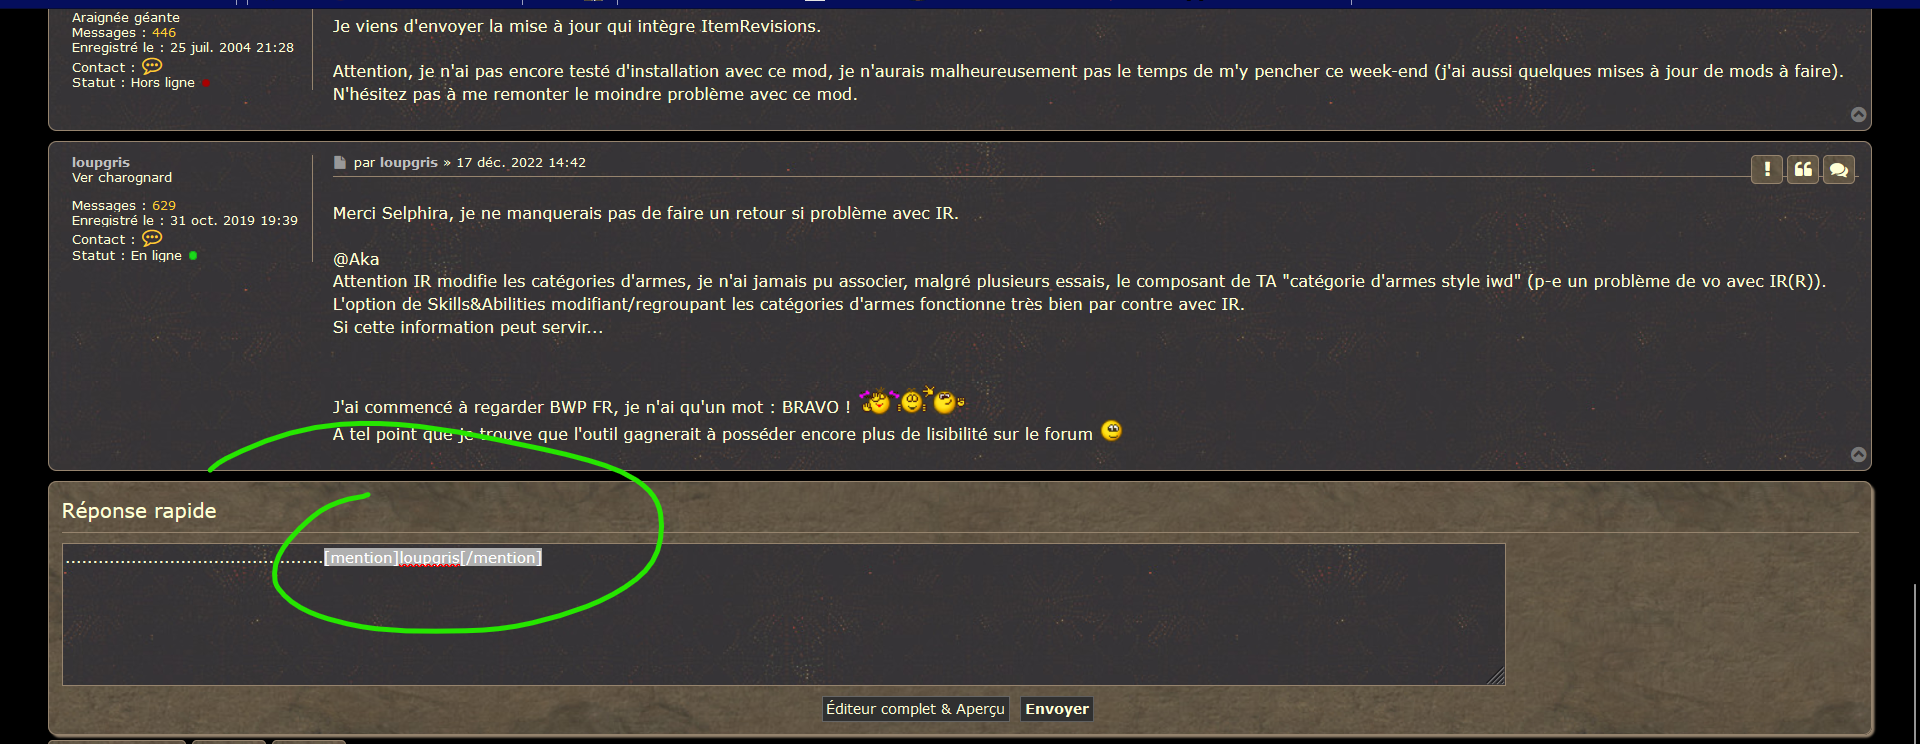 Araignée géante
Messages : 446
Enregistré le : 25 juil. 2004 21:28
Contact :
Statut : Hors ligne
Je viens d'envoyer la mise à jour qui intègre ItemRevisions.
Attention, je n'ai pas encore testé d'installation avec ce mod, je n'aurais malheureusement pas le temps de m'y pencher ce week-end (j'ai aussi quelques mises à jour de mods à faire).
N'hésitez pas à me remonter le moindre problème avec ce mod.
loupgris
Ver charognard
Messages : 629
Enregistré le : 31 oct. 2019 19:39
Contact :
Statut : En ligne
par loupgris » 17 déc. 2022 14:42
Merci Selphira, je ne manquerais pas de faire un retour si problème avec IR.
@Aka
Attention IR modifie les catégories d'armes, je n'ai jamais pu associer, malgré plusieurs essais, le composant de TA "catégorie d'armes style iwd" (p-e un problème de vo avec IR(R)).
L'option de Skills&Abilities modifiant/regroupant les catégories d'armes fonctionne très bien par contre avec IR.
Si cette information peut servir...
J'ai commencé à regarder BWP FR, je n'ai qu'un mot : BRAVO !
A tel point que je trouve que l'outil gagnerait à posséder encore plus de lisibilité sur le forum
Réponse rapide
................................................[mention]loupgris[/mention]
Éditeur complet & Aperçu
Envoyer